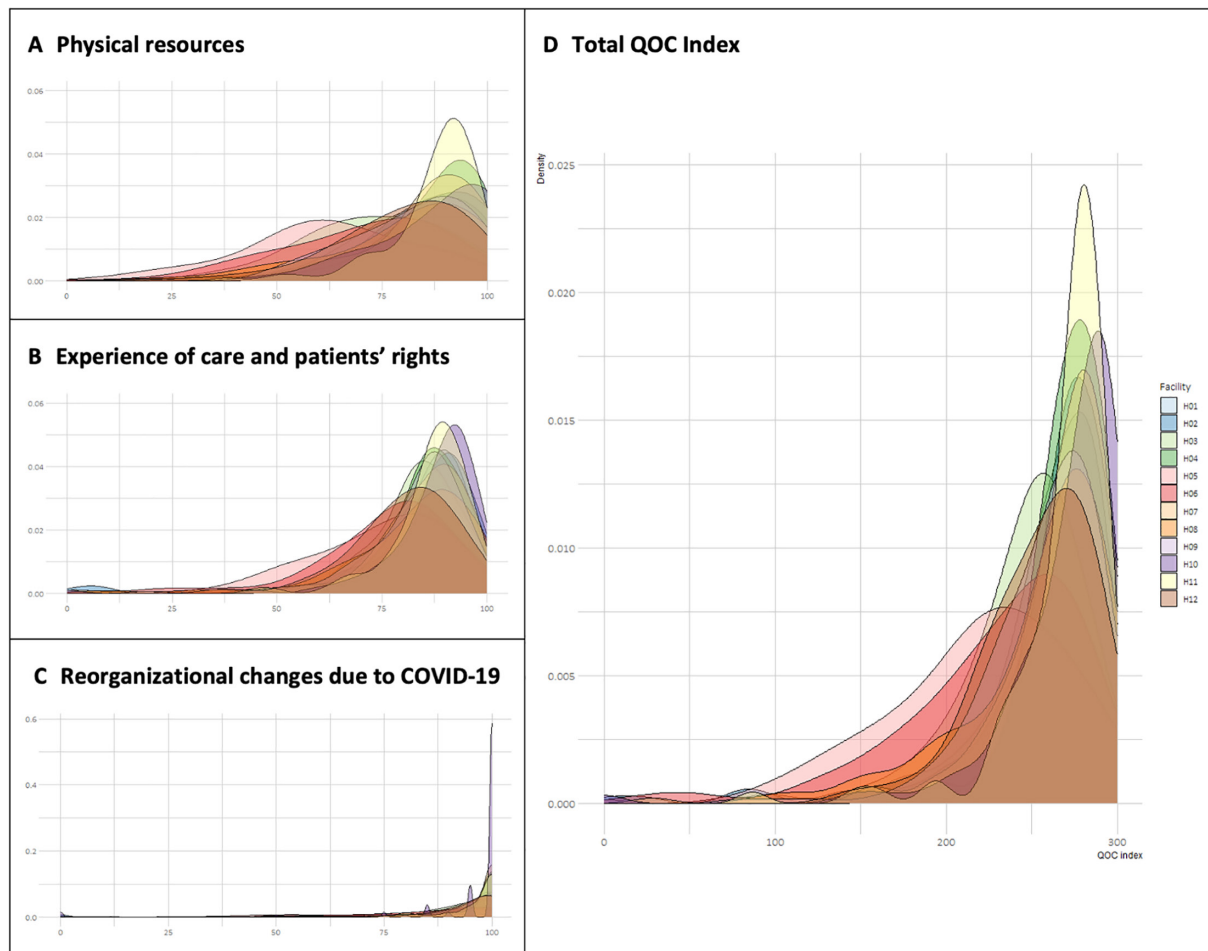 A Physical resources
0.06
0.04
0.02
0.00
0 25 50 75 100
B Experience of care and patients’ rights
0.06
0.04
0.02
0.00
0 25 50 75 100
C Reorganizational changes due to COVID-19
0.6
0.4
0.2
0.0
0 25 50 75 100
D Total QOC Index
Density
0.025
0.020
0.015
0.010
0.005
0.000
0 100 200 300
QOC index
Facility
H01
H02
H03
H04
H05
H06
H07
H08
H09
H10
H11
H12